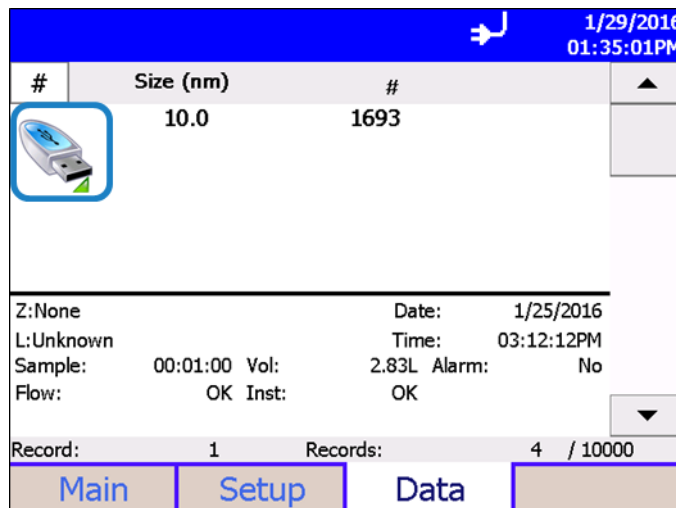 1/29/2016
01:35:01PM
# Size (nm) #
10.0 1693
Z:None Date: 1/25/2016
L:Unknown Time: 03:12:12PM
Sample: 00:01:00 Vol: 2.83L Alarm: No
Flow: OK Inst: OK
Record: 1 Records: 4 / 10000
Main Setup Data